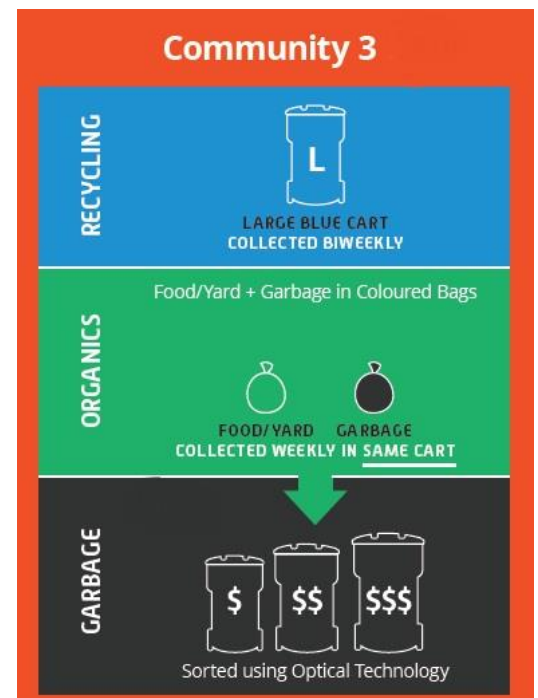 Community 3
RECYCLING
L
LARGE BLUE CART
COLLECTED BIWEEKLY
ORGANICS
Food/Yard + Garbage in Coloured Bags
FOOD/YARD GARBAGE
COLLECTED WEEKLY IN SAME CART
GARBAGE
$ $$ $$$
Sorted using Optical Technology